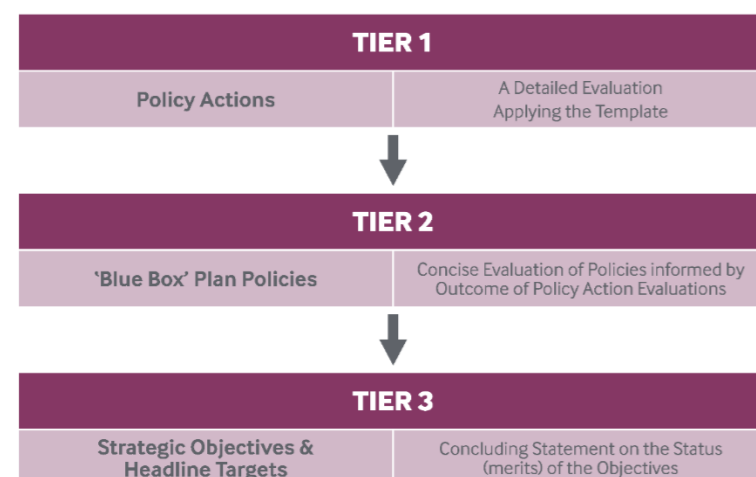 TIER 1
Policy Actions
A Detailed Evaluation
Applying the Template
TIER 2
‘Blue Box’ Plan Policies
Concise Evaluation of Policies informed by
Outcome of Policy Action Evaluations
TIER 3
Strategic Objectives &
Headline Targets
Concluding Statement on the Status
(merits) of the Objectives